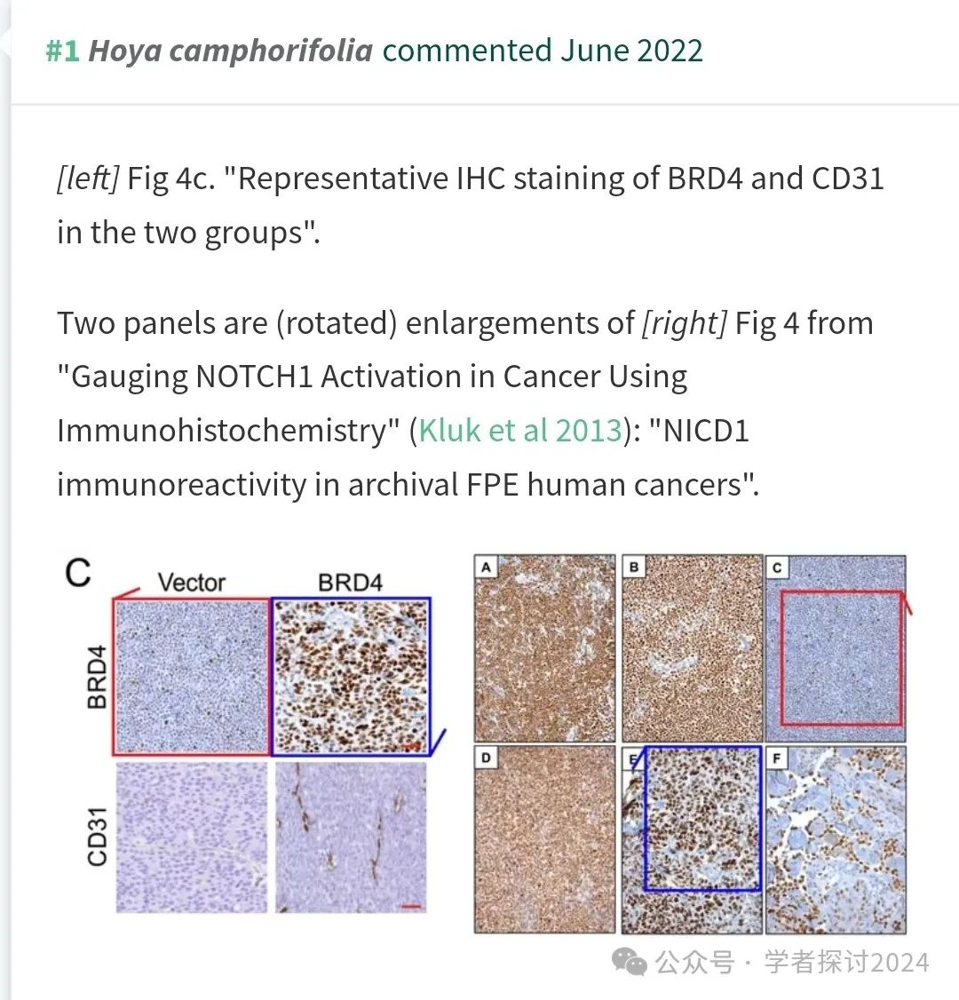 #1 Hoya camphorifolia commented June 2022
[left] Fig 4c. "Representative IHC staining of BRD4 and CD31
in the two groups".
Two panels are (rotated) enlargements of [right] Fig 4 from
"Gauging NOTCH1 Activation in Cancer Using
Immunohistochemistry" (Kluk et al 2013): "NICD1
immunoreactivity in archival FPE human cancers".
C
Vector BRD4
BRD4
CD31
A B C
D E F
公众号 · 学者探讨2024